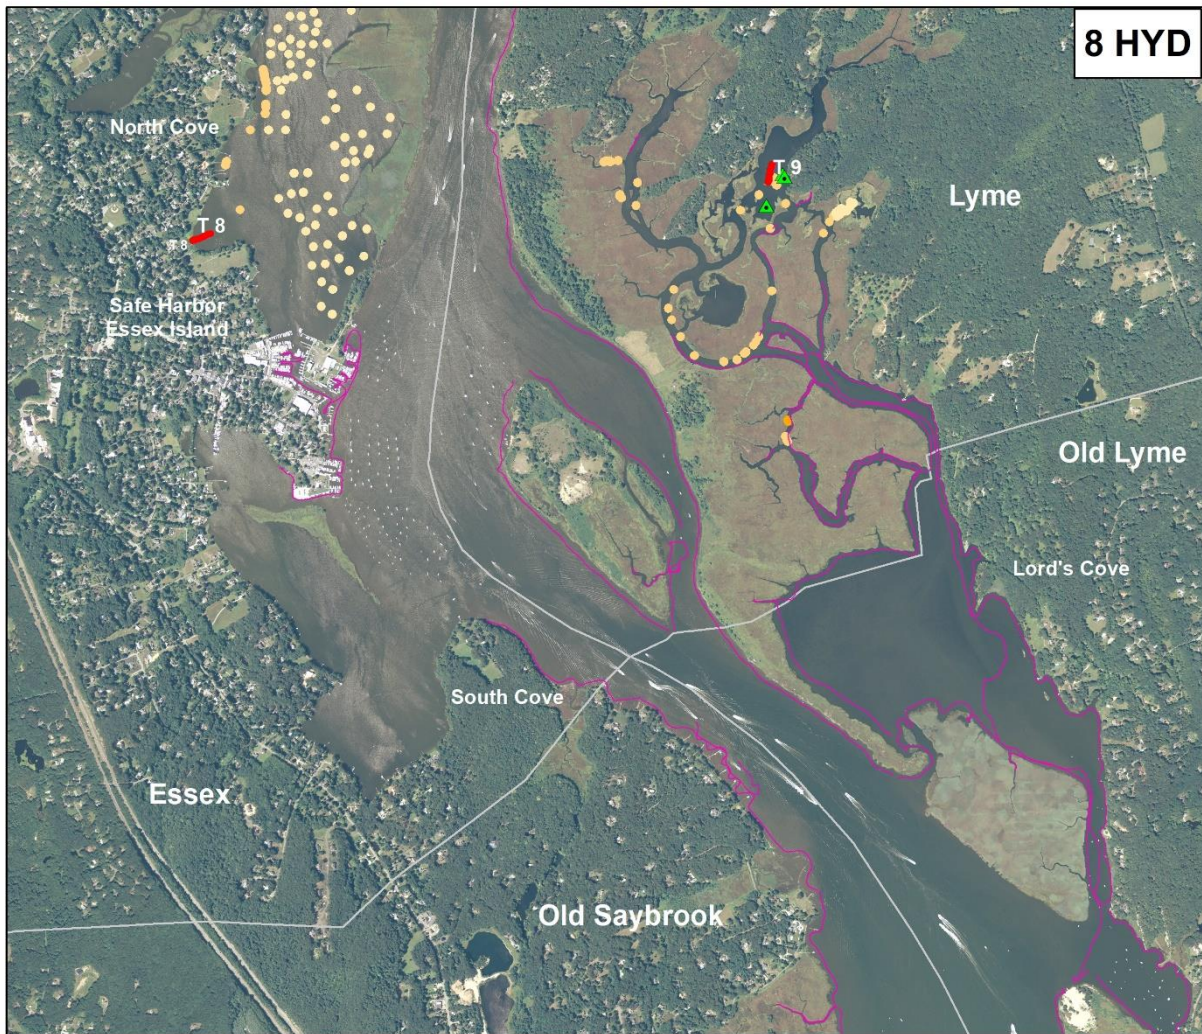 8 HYD
North Cove
T 9
Lyme
T 8
T 8
Safe Harbor
Essex Island
Old Lyme
Lord's Cove
South Cove
Essex
Old Saybrook